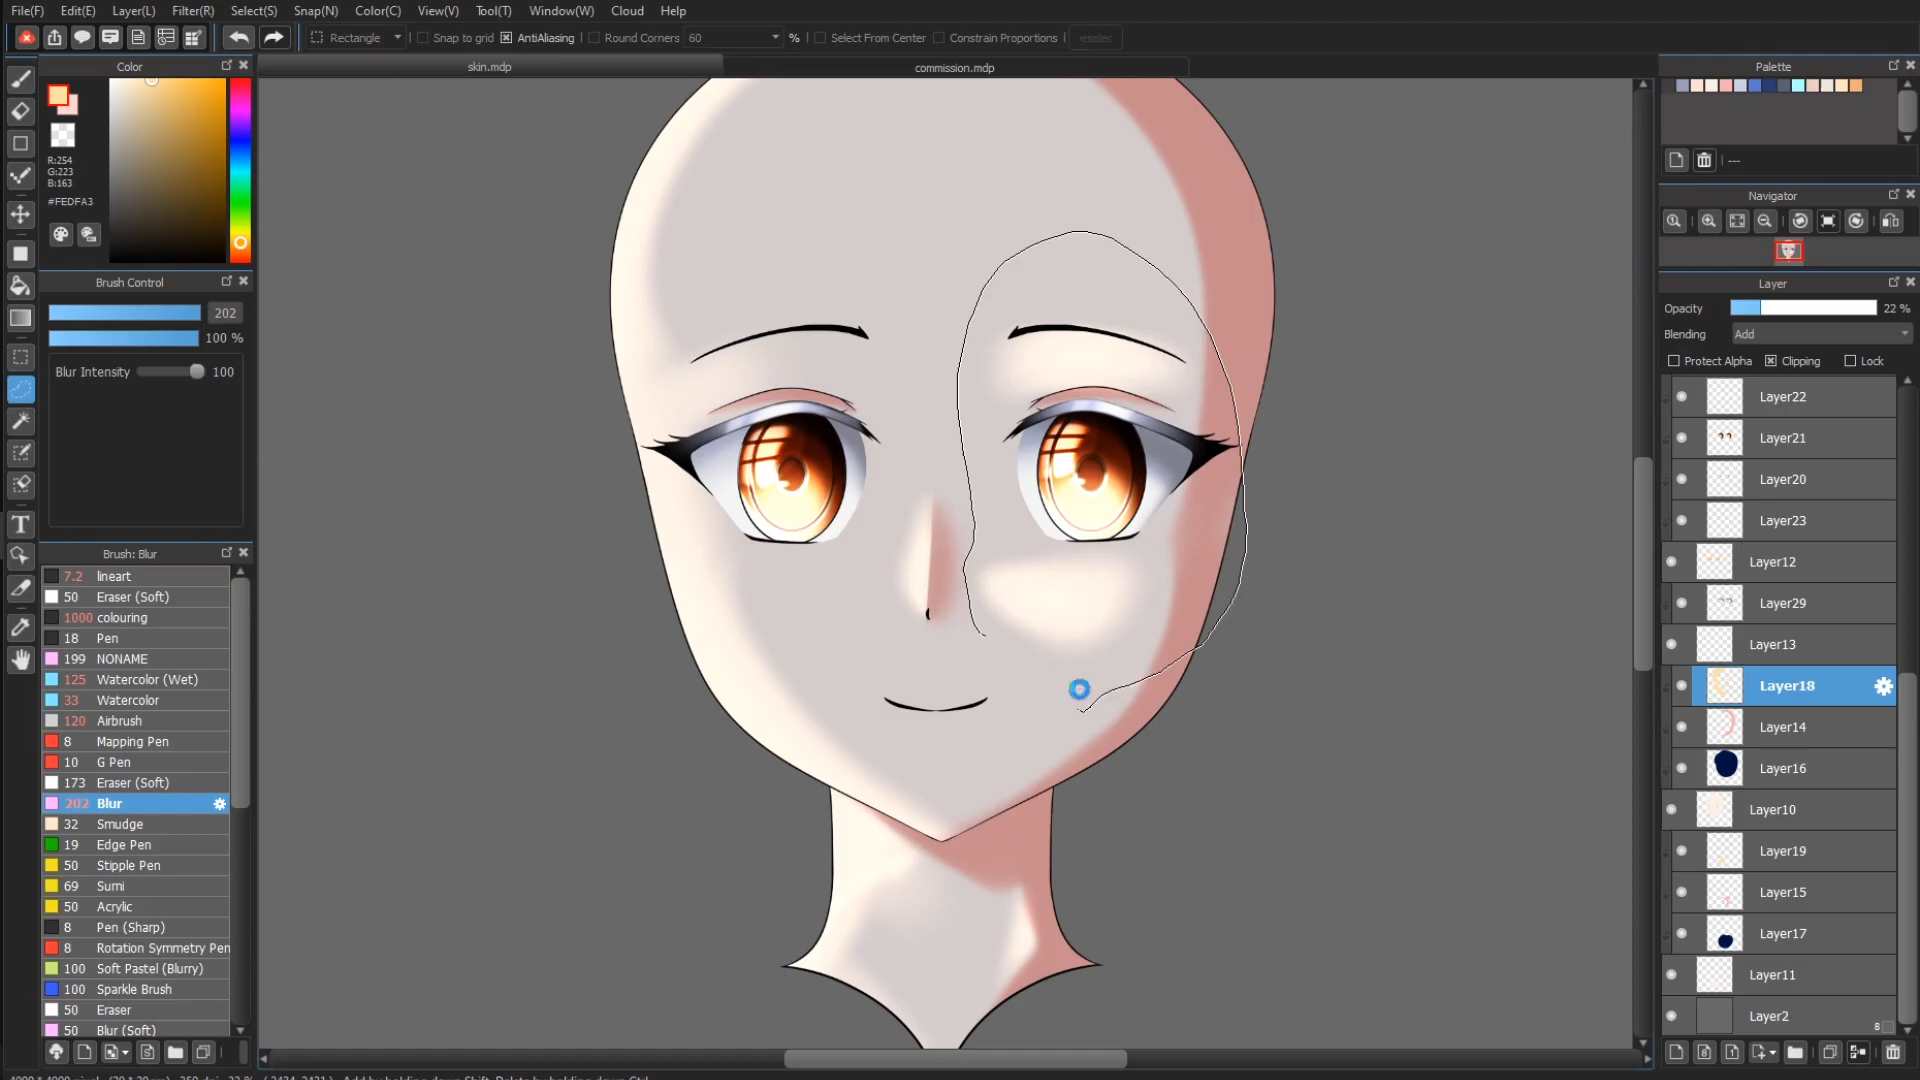 File(F) Edit(E) Layer(L) Filter(R) Select(S) Snap(N) Color(C) View(V) Tool(T) Window(W) Cloud Help
Rectangle Snap to grid AntiAliasing Round Corners 60 % Select From Center Constrain Proportions
Color
skin.mdp
commission.mdp
Palette
R:254
G:223
B:163
#FEDFA3
---
Navigator
Brush Control
202
100 %
Blur Intensity 100
Layer
Opacity 22 %
Blending Add
Protect Alpha Clipping Lock
Layer22
Layer21
Layer20
Layer23
Layer12
Layer29
Layer13
Layer18
Layer14
Layer16
Layer10
Layer19
Layer15
Layer17
Layer11
Layer2
8
Brush: Blur
7.2 lineart
50 Eraser (Soft)
1000 colouring
18 Pen
199 NONAME
125 Watercolor (Wet)
33 Watercolor
120 Airbrush
8 Mapping Pen
10 G Pen
173 Eraser (Soft)
202 Blur
32 Smudge
19 Edge Pen
50 Stipple Pen
69 Sumi
50 Acrylic
8 Pen (Sharp)
8 Rotation Symmetry Pen
100 Soft Pastel (Blurry)
100 Sparkle Brush
50 Eraser
50 Blur (Soft)